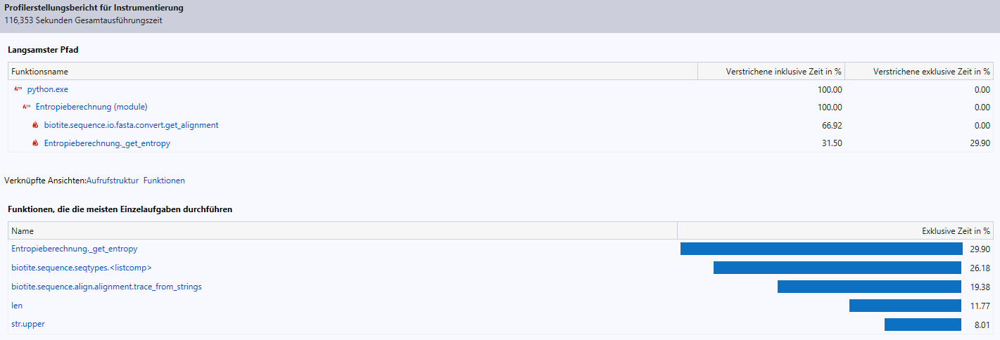 Profilerstellungsbericht für Instrumentierung
116,353 Sekunden Gesamtausführungszeit
Langsamster Pfad
Funktionsname Verstrichene inklusive Zeit in % Verstrichene exklusive Zeit in %
python.exe 100.00 0.00
Entropieberechnung (module) 100.00 0.00
biotite.sequence.io.fasta.convert.get_alignment 66.92 0.00
Entropieberechnung._get_entropy 31.50 29.90
Verknüpfte Ansichten:Aufrufstruktur Funktionen
Funktionen, die die meisten Einzelaufgaben durchführen
Name Exklusive Zeit in %
Entropieberechnung._get_entropy 29.90
biotite.sequence.seqtypes.<listcomp> 26.18
biotite.sequence.align.alignment.trace_from_strings 19.38
len 11.77
str.upper 8.01